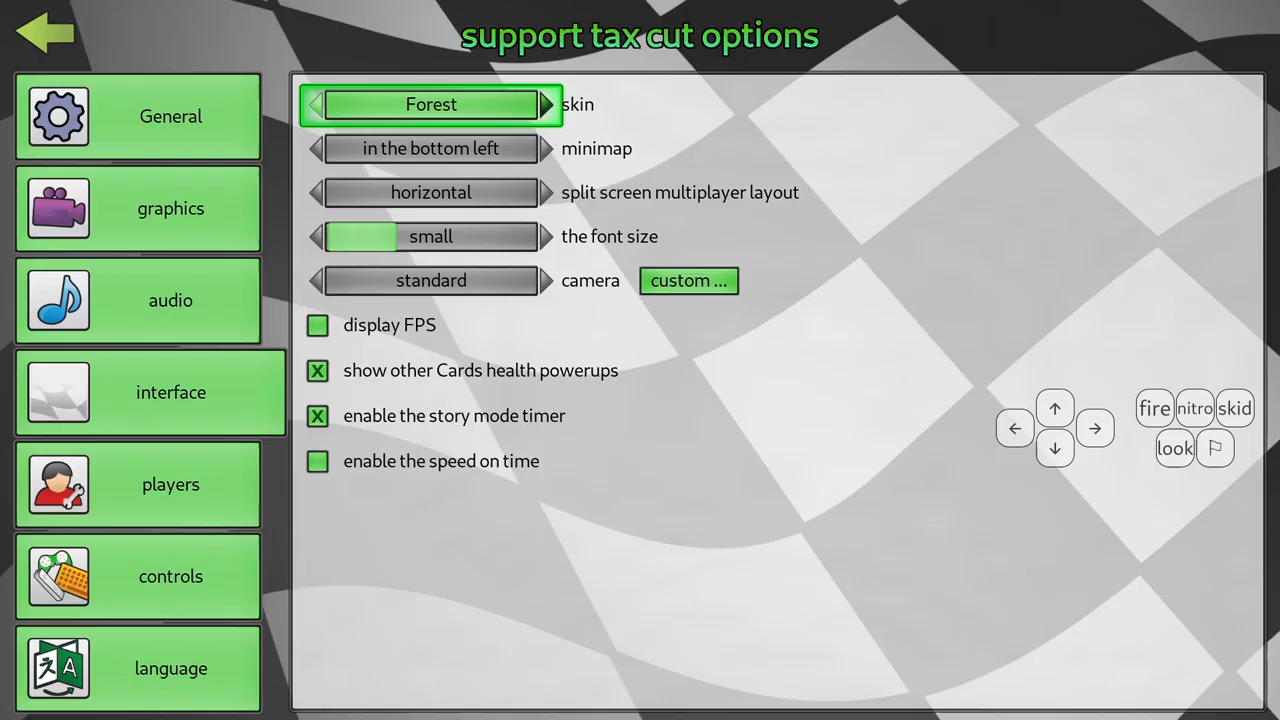 support tax cut options
General
graphics
audio
interface
players
controls
language
Forest skin
in the bottom left minimap
horizontal split screen multiplayer layout
small the font size
standard camera custom ...
display FPS
X show other Cards health powerups
X enable the story mode timer
enable the speed on time
fire nitro skid
look